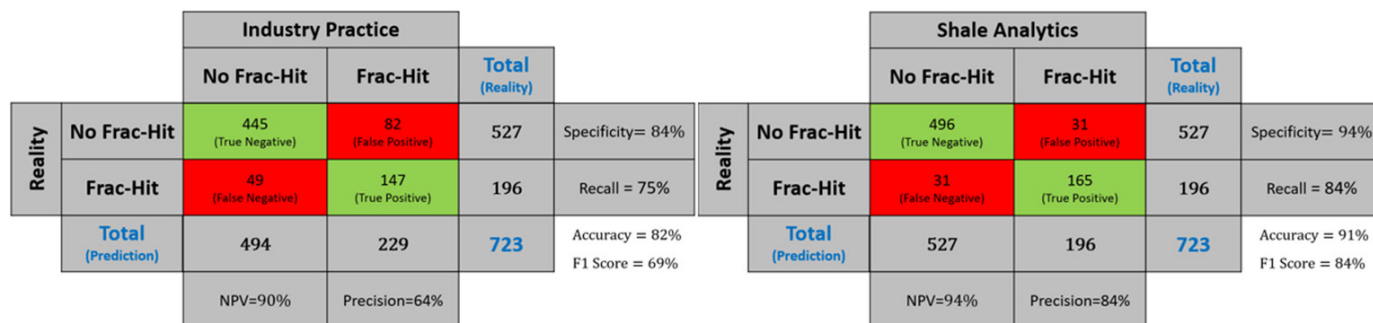 Industry Practice
No Frac-Hit Frac-Hit Total
(Reality)
Reality
No Frac-Hit 445 82 527 Specificity= 84%
(True Negative) (False Positive)
Frac-Hit 49 147 196 Recall = 75%
(False Negative) (True Positive)
Total 494 229 723 Accuracy = 82%
(Prediction) F1 Score = 69%
NPV=90% Precision=64%
Shale Analytics
No Frac-Hit Frac-Hit Total
(Reality)
Reality
No Frac-Hit 496 31 527 Specificity= 94%
(True Negative) (False Positive)
Frac-Hit 31 165 196 Recall = 84%
(False Negative) (True Positive)
Total 527 196 723 Accuracy = 91%
(Prediction) F1 Score = 84%
NPV=94% Precision=84%